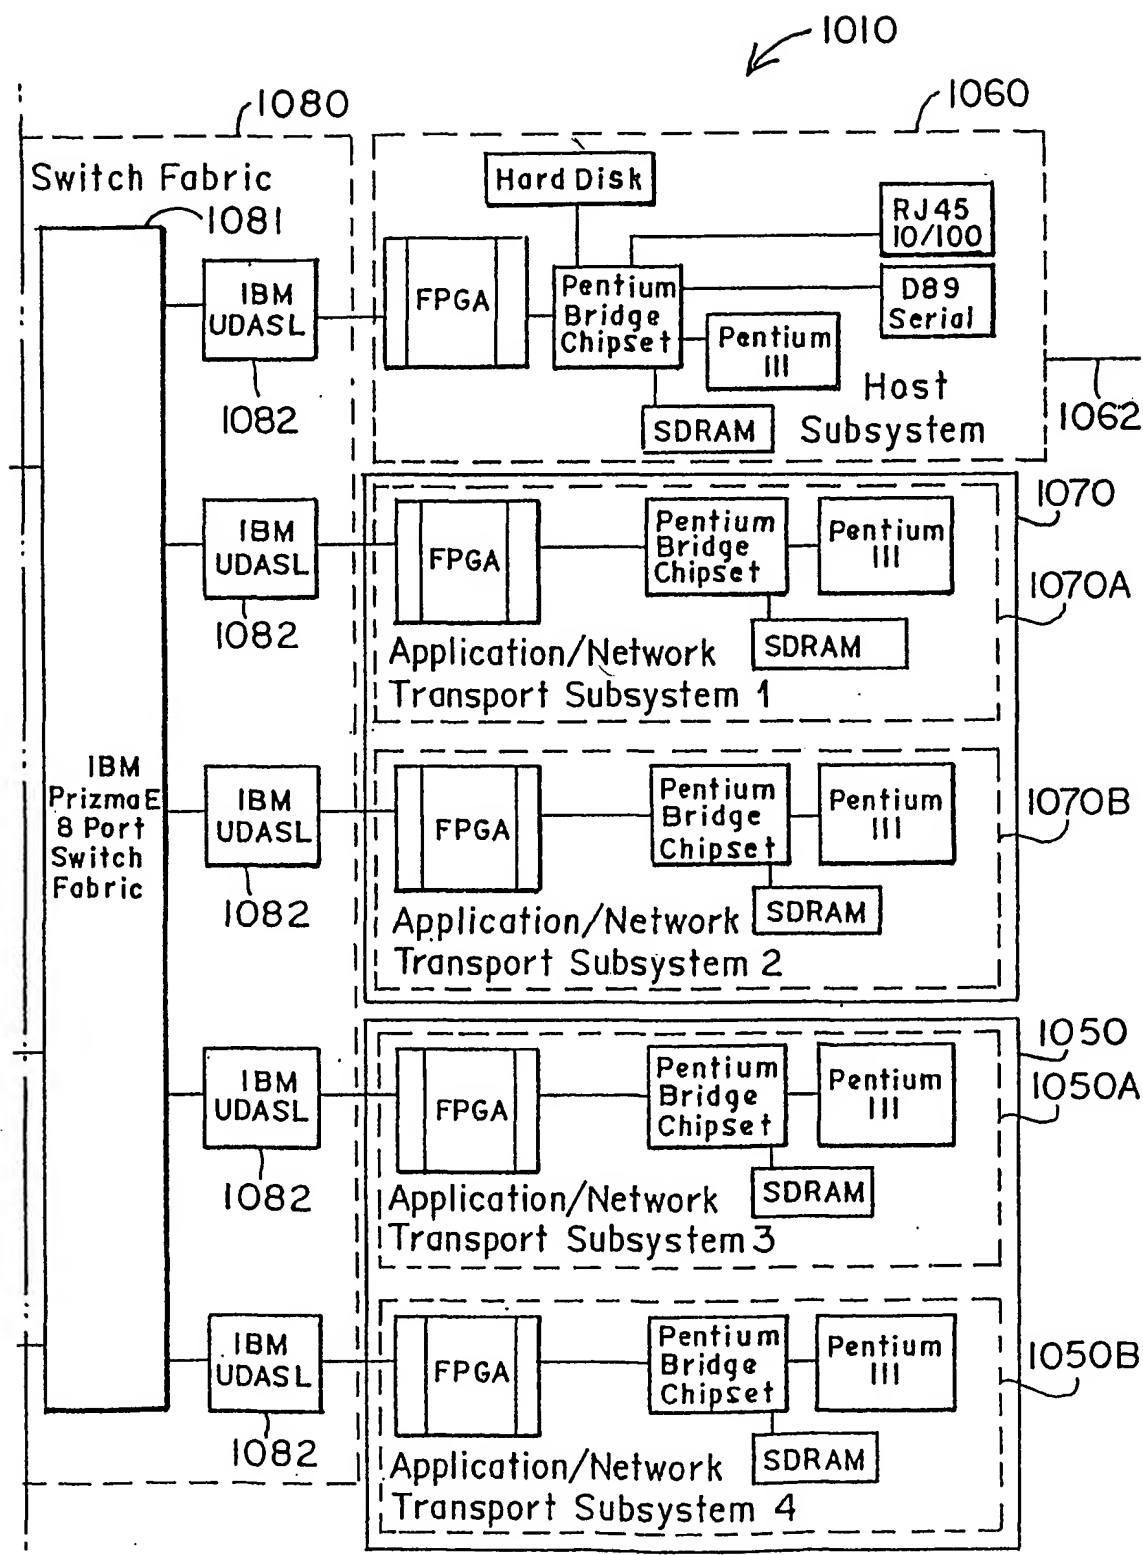 1010
1080
1060
Switch Fabric
1081
Hard Disk
RJ45
10/100
IBM
UDASL
FPGA
Pentium
Bridge
Chipset
D89
Serial
Pentium
III
1082
Host
Subsystem
SDRAM
1062
1070
IBM
UDASL
FPGA
Pentium
Bridge
Chipset
Pentium
III
1070A
1082
Application/Network
Transport Subsystem 1
SDRAM
IBM
PrizmaE
8 Port
Switch
Fabric
IBM
UDASL
FPGA
Pentium
Bridge
Chipset
Pentium
III
1070B
1082
Application/Network
Transport Subsystem 2
SDRAM
1050
IBM
UDASL
FPGA
Pentium
Bridge
Chipset
Pentium
III
1050A
1082
Application/Network
Transport Subsystem 3
SDRAM
IBM
UDASL
FPGA
Pentium
Bridge
Chipset
Pentium
III
1050B
1082
Application/Network
Transport Subsystem 4
SDRAM